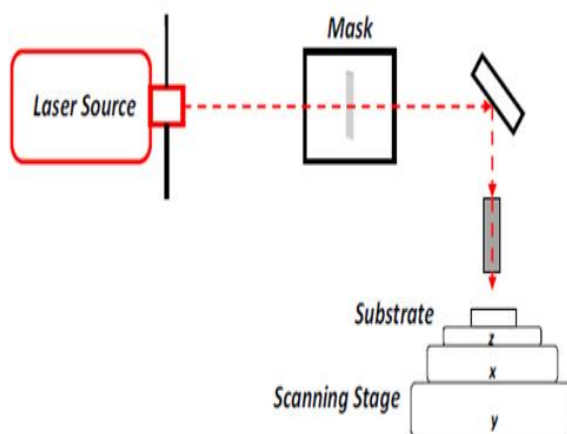 Mask
Laser Source
Substrate
z
x
Scanning Stage
y